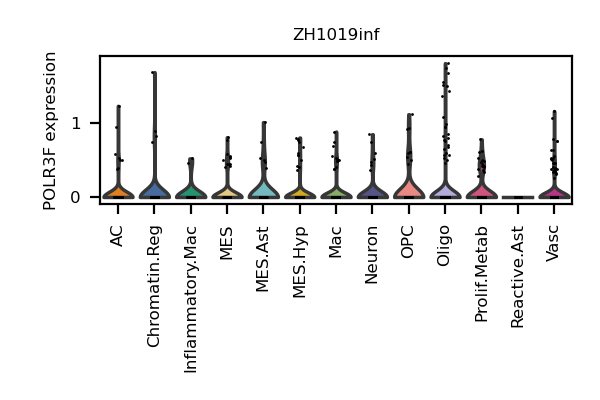 ZH1019inf
POLR3F expression
1
0
AC
Chromatin.Reg
Inflammatory.Mac
MES
MES.Ast
MES.Hyp
Mac
Neuron
OPC
Oligo
Prolif.Metab
Reactive.Ast
Vasc